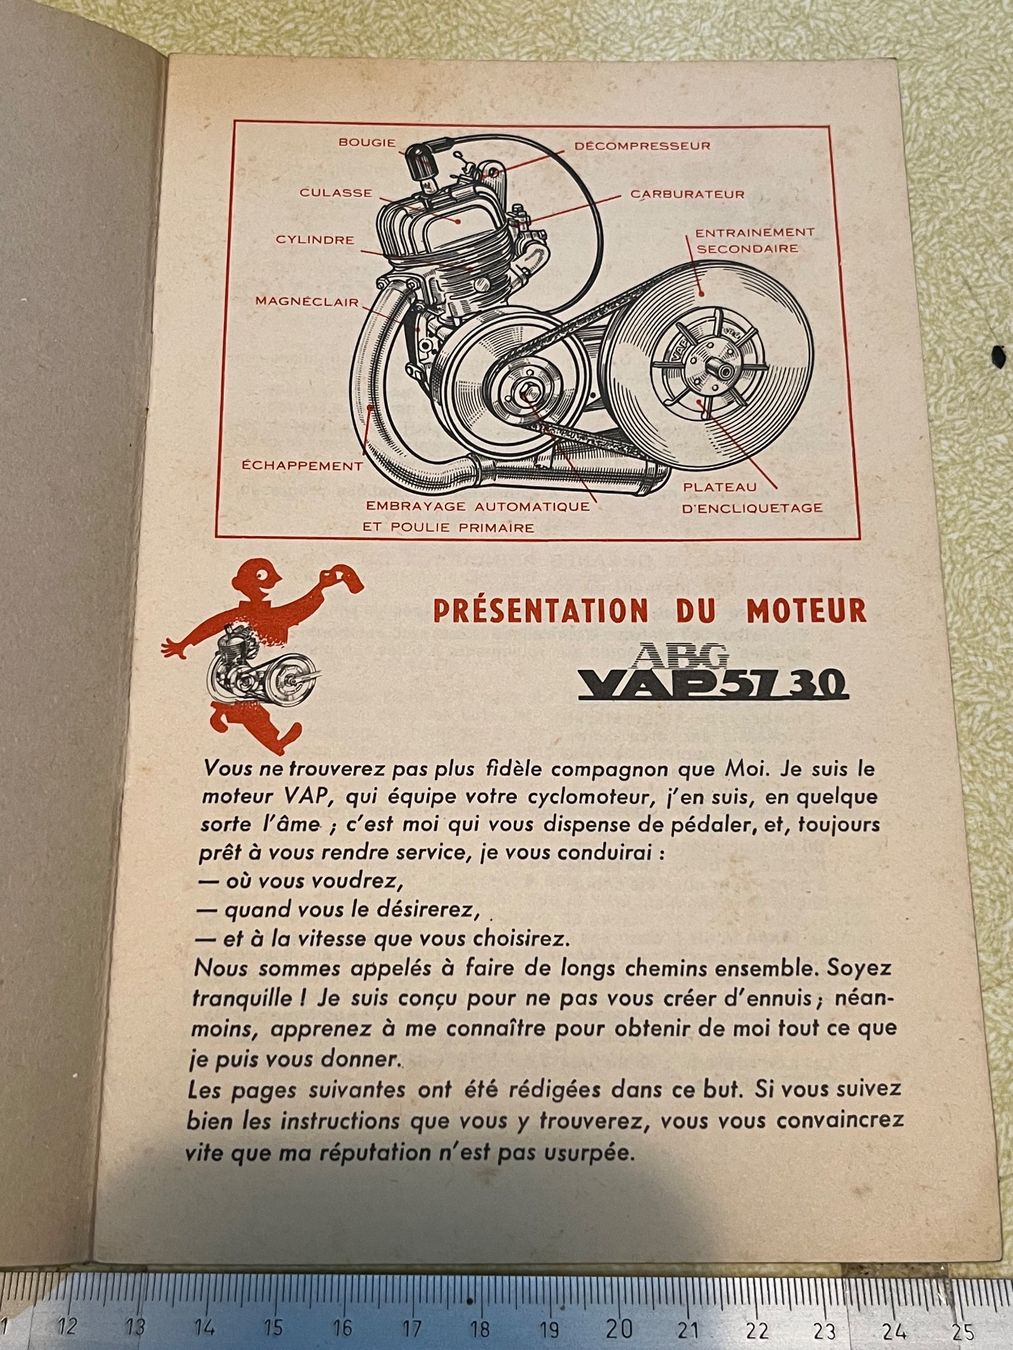 BOUGIE
DÉCOMPRESSEUR
CULASSE
CARBURATEUR
CYLINDRE
ENTRAINEMENT
SECONDAIRE
MAGNÉCLAIR
ÉCHAPPEMENT
PLATEAU
D'ENCLIQUETAGE
EMBRAYAGE AUTOMATIQUE
ET POULIE PRIMAIRE
PRÉSENTATION DU MOTEUR
ABG
VAP 57 30
Vous ne trouverez pas plus fidèle compagnon que Moi. Je suis le
moteur VAP, qui équipe votre cyclomoteur, j'en suis, en quelque
sorte l'âme ; c'est moi qui vous dispense de pédaler, et, toujours
prêt à vous rendre service, je vous conduirai :
— où vous voudrez,
— quand vous le désirerez,
— et à la vitesse que vous choisirez.
Nous sommes appelés à faire de longs chemins ensemble. Soyez
tranquille ! Je suis conçu pour ne pas vous créer d'ennuis ; néan-
moins, apprenez à me connaître pour obtenir de moi tout ce que
je puis vous donner.
Les pages suivantes ont été rédigées dans ce but. Si vous suivez
bien les instructions que vous y trouverez, vous vous convaincrez
vite que ma réputation n'est pas usurpée.
12 13 14 15 16 17 18 19 20 21 22 23 24 25